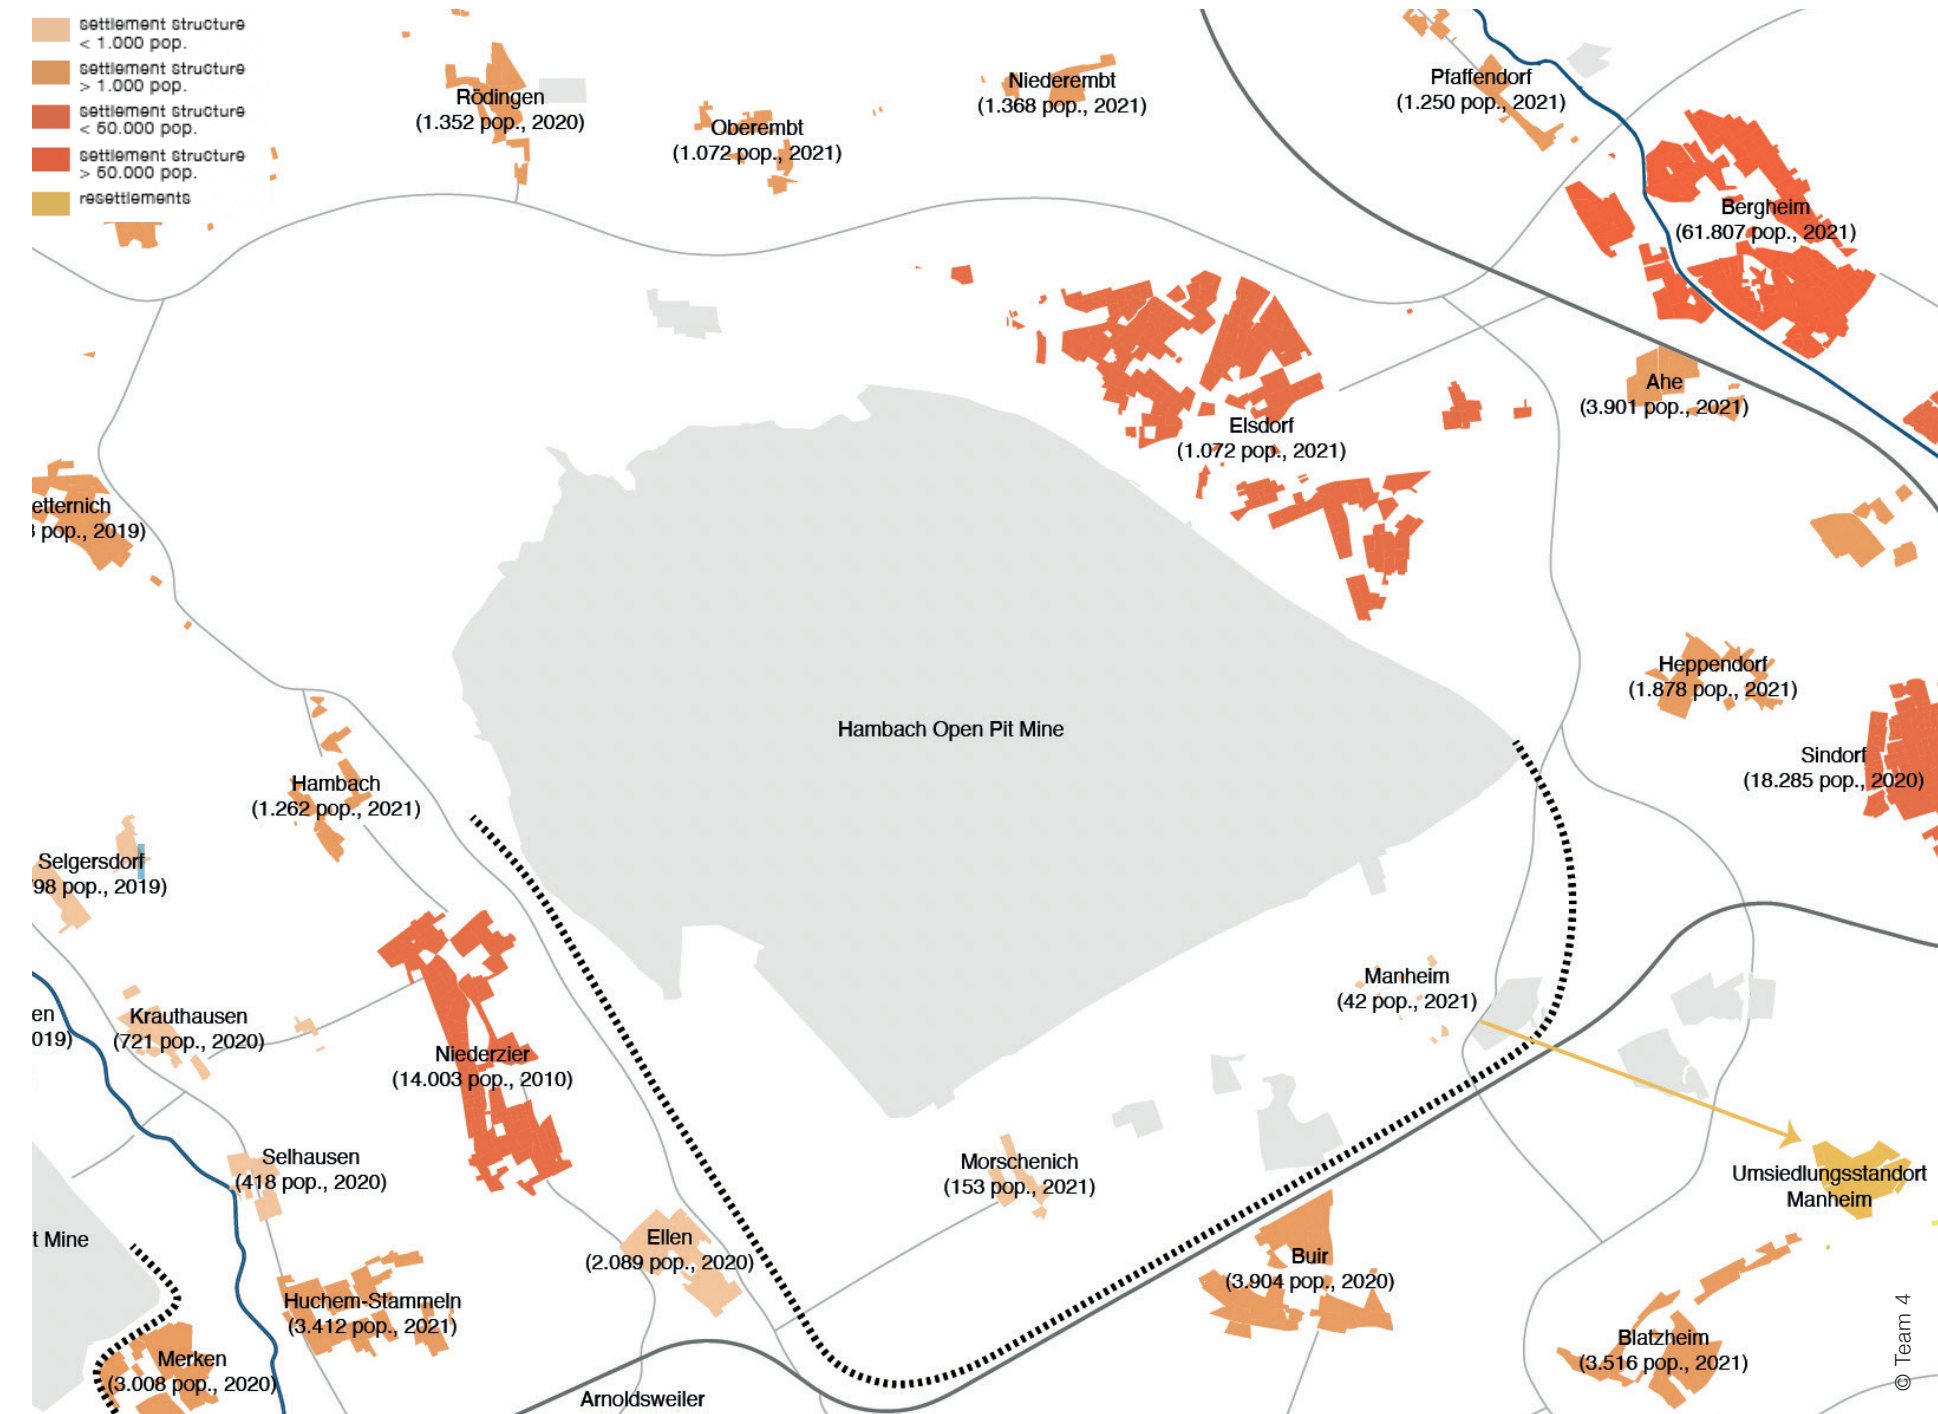 settlement structure
< 1.000 pop.
settlement structure
> 1.000 pop.
settlement structure
< 50.000 pop.
settlement structure
> 50.000 pop.
resettlements
Rödingen
(1.352 pop., 2020)
Oberembt
(1.072 pop., 2021)
Niederembt
(1.368 pop., 2021)
Pfaffendorf
(1.250 pop., 2021)
Bergheim
(61.807 pop., 2021)
Ahe
(3.901 pop., 2021)
Elsdorf
(1.072 pop., 2021)
etternich
pop., 2019)
Heppendorf
(1.878 pop., 2021)
Sindorf
(18.285 pop., 2020)
Hambach Open Pit Mine
Hambach
(1.262 pop., 2021)
Selgersdorf
98 pop., 2019)
Manheim
(42 pop., 2021)
en
019)
Krauthausen
(721 pop., 2020)
Niederzier
(14.003 pop., 2010)
Selhausen
(418 pop., 2020)
Morschenich
(153 pop., 2021)
Umsiedlungsstandort
Manheim
t Mine
Ellen
(2.089 pop., 2020)
Buir
(3.904 pop., 2020)
Huchem-Stammeln
(3.412 pop., 2021)
Blatzheim
(3.516 pop., 2021)
Merken
(3.008 pop., 2020)
Arnoldsweiler
© Team 4